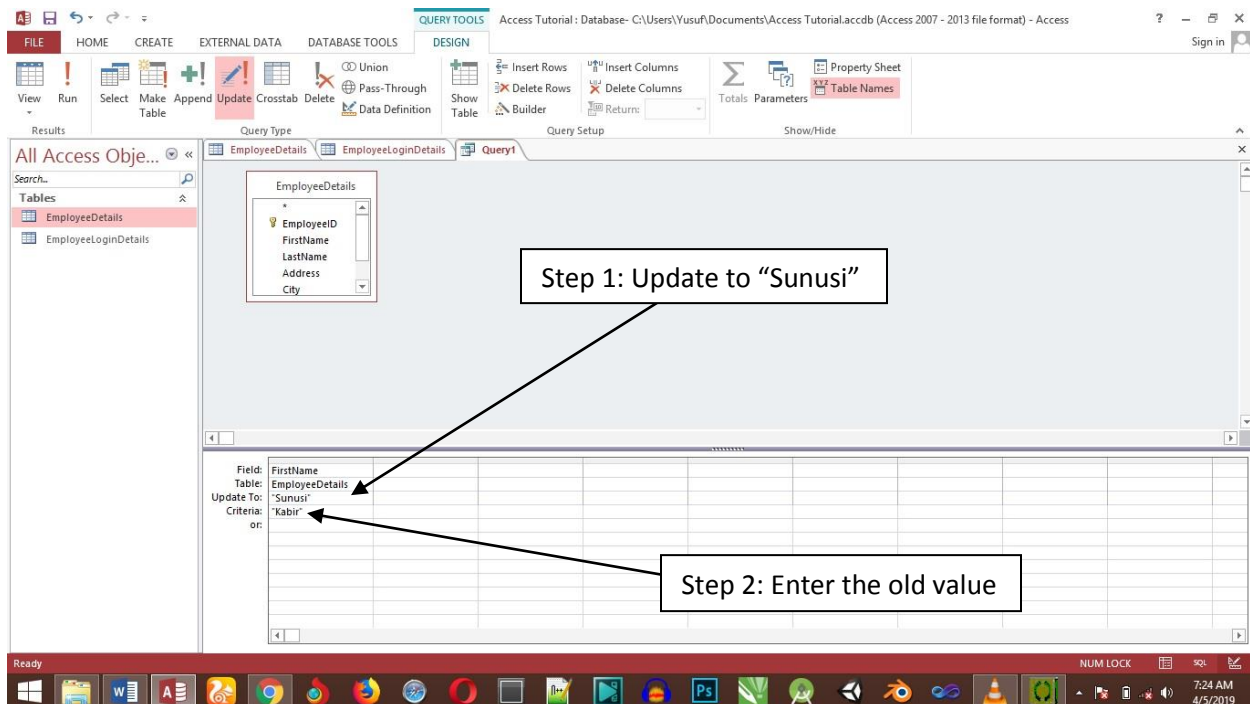 QUERY TOOLS Access Tutorial : Database- C:\Users\Yusuf\Documents\Access Tutorial.accdb (Access 2007 - 2013 file format) - Access ?
FILE HOME CREATE EXTERNAL DATA DATABASE TOOLS DESIGN Sign in
View Run Select Make Table Append Update Crosstab Delete
Union
Pass-Through
Data Definition
Show Table
Insert Rows
Delete Rows
Builder
Insert Columns
Delete Columns
Return:
Totals Parameters
Property Sheet
Table Names
Results Query Type Query Setup Show/Hide
All Access Obje...
Search...
Tables
EmployeeDetails
EmployeeLoginDetails
EmployeeDetails EmployeeLoginDetails Query1
EmployeeDetails
*
EmployeeID
FirstName
LastName
Address
City
Step 1: Update to “Sunusi”
Field: FirstName
Table: EmployeeDetails
Update To: "Sunusi"
Criteria: "Kabir"
or:
Step 2: Enter the old value
Ready NUM LOCK SQL
7:24 AM
4/5/2019